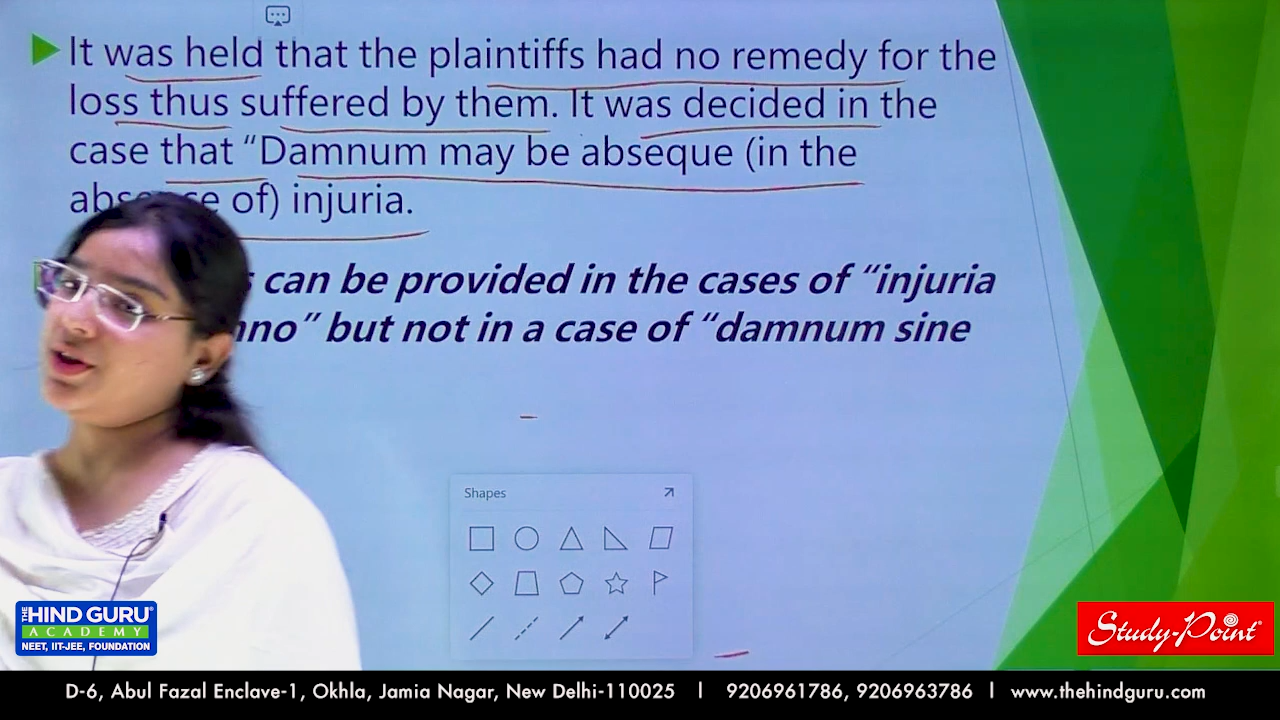 It was held that the plaintiffs had no remedy for the
loss thus suffered by them. It was decided in the
case that “Damnum may be abseque (in the
of) injuria.
can be provided in the cases of “injuria
but not in a case of “damnum sine
Shapes
THE HIND GURU®
ACADEMY
NEET, IIT-JEE, FOUNDATION
Study-Point
D-6, Abul Fazal Enclave-1, Okhla, Jamia Nagar, New Delhi-110025 | 9206961786, 9206963786 | www.thehindguru.com